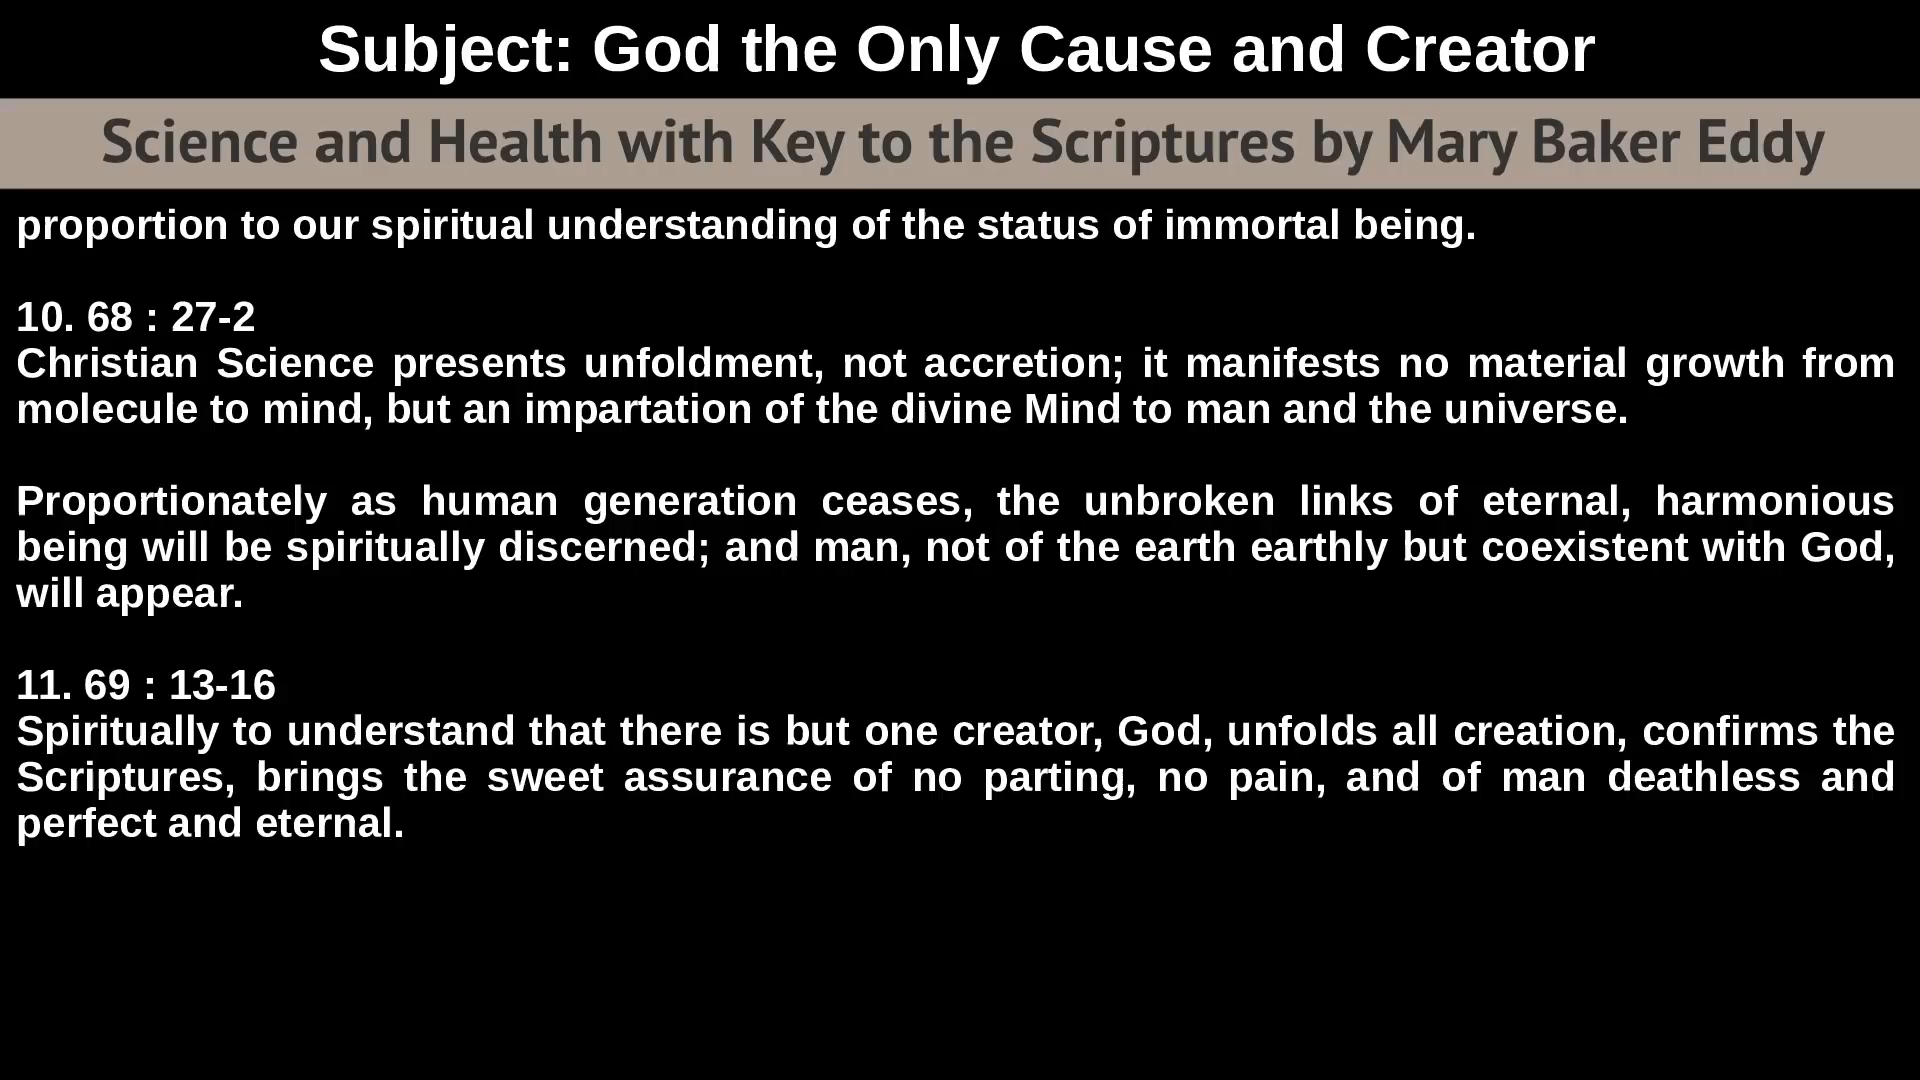 Subject: God the Only Cause and Creator
Science and Health with Key to the Scriptures by Mary Baker Eddy
proportion to our spiritual understanding of the status of immortal being.
10. 68 : 27-2
Christian Science presents unfoldment, not accretion; it manifests no material growth from
molecule to mind, but an impartation of the divine Mind to man and the universe.
Proportionately as human generation ceases, the unbroken links of eternal, harmonious
being will be spiritually discerned; and man, not of the earth earthly but coexistent with God,
will appear.
11. 69 : 13-16
Spiritually to understand that there is but one creator, God, unfolds all creation, confirms the
Scriptures, brings the sweet assurance of no parting, no pain, and of man deathless and
perfect and eternal.